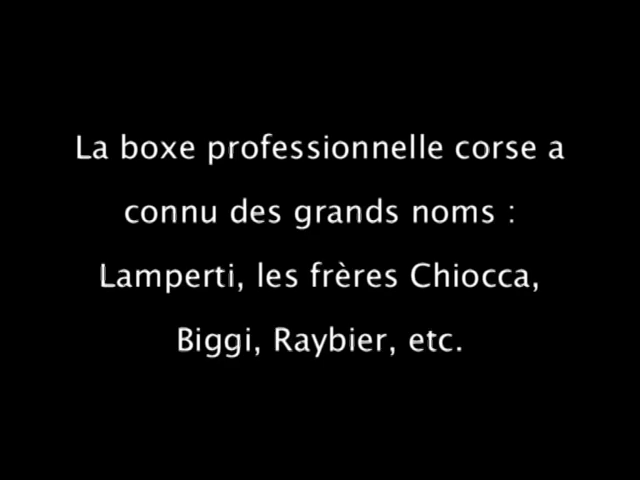 La boxe professionnelle corse a
connu des grands noms :
Lamperti, les frères Chiocca,
Biggi, Raybier, etc.